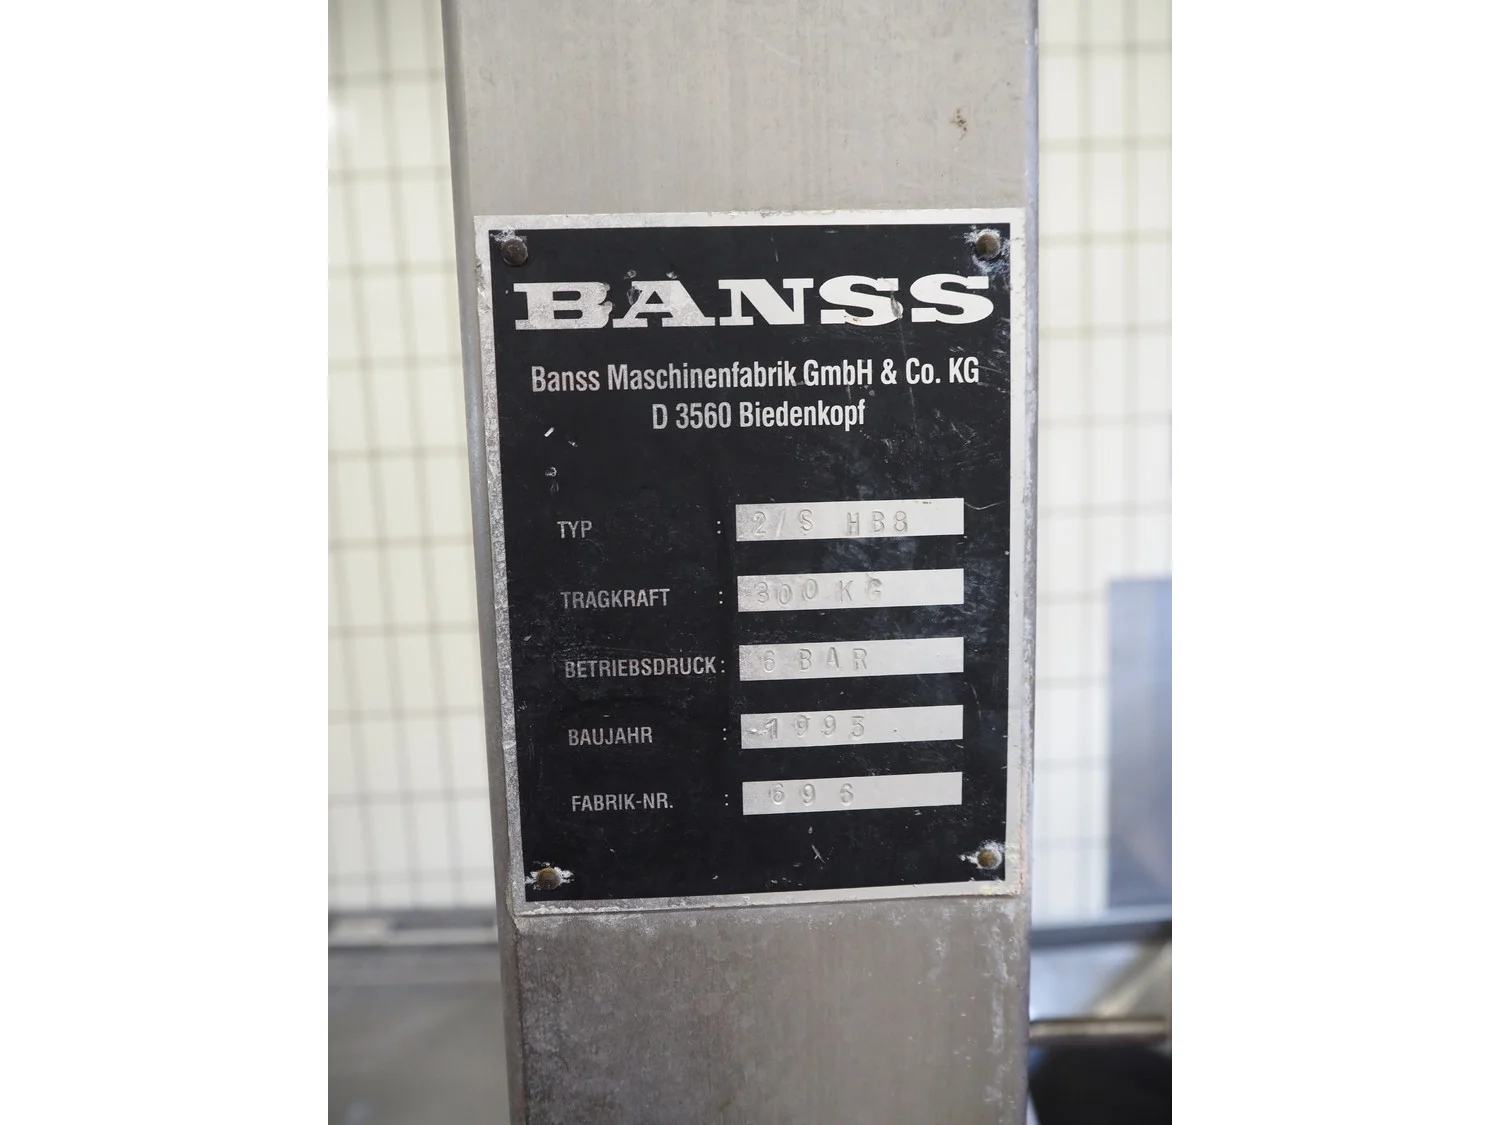 BANSS
Banss Maschinenfabrik GmbH & Co. KG
D 3560 Biedenkopf
TYP : 2/S HB8
TRAGKRAFT : 300 KG
BETRIEBSDRUCK: 6 BAR
BAUJAHR : 1995
FABRIK-NR. : 696